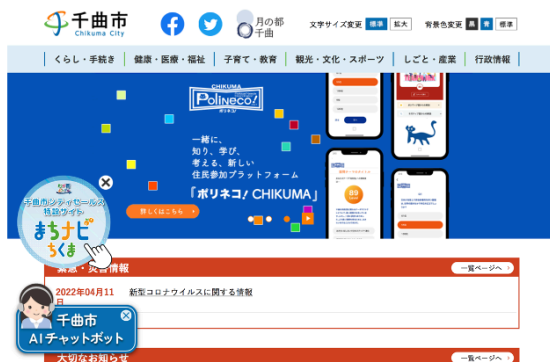 千曲市
Chikuma City
月の都
千曲
文字サイズ変更 標準 拡大
背景色変更 黒 青 標準
くらし・手続き 健康・医療・福祉 子育て・教育 観光・文化・スポーツ しごと・産業 行政情報
CHIKUMA
Polineco!
ポリネコ!
一緒に、
知り、学び、
考える、新しい
住民参加プラットフォーム
「ポリネコ! CHIKUMA」
詳しくはこちら
89
千曲市シティセールス
特設サイト
まちナビ
ちくま
緊急・災害情報
一覧ページへ
2022年04月11日
新型コロナウイルスに関する情報
千曲市
AIチャットボット
大切なお知らせ
一覧ページへ